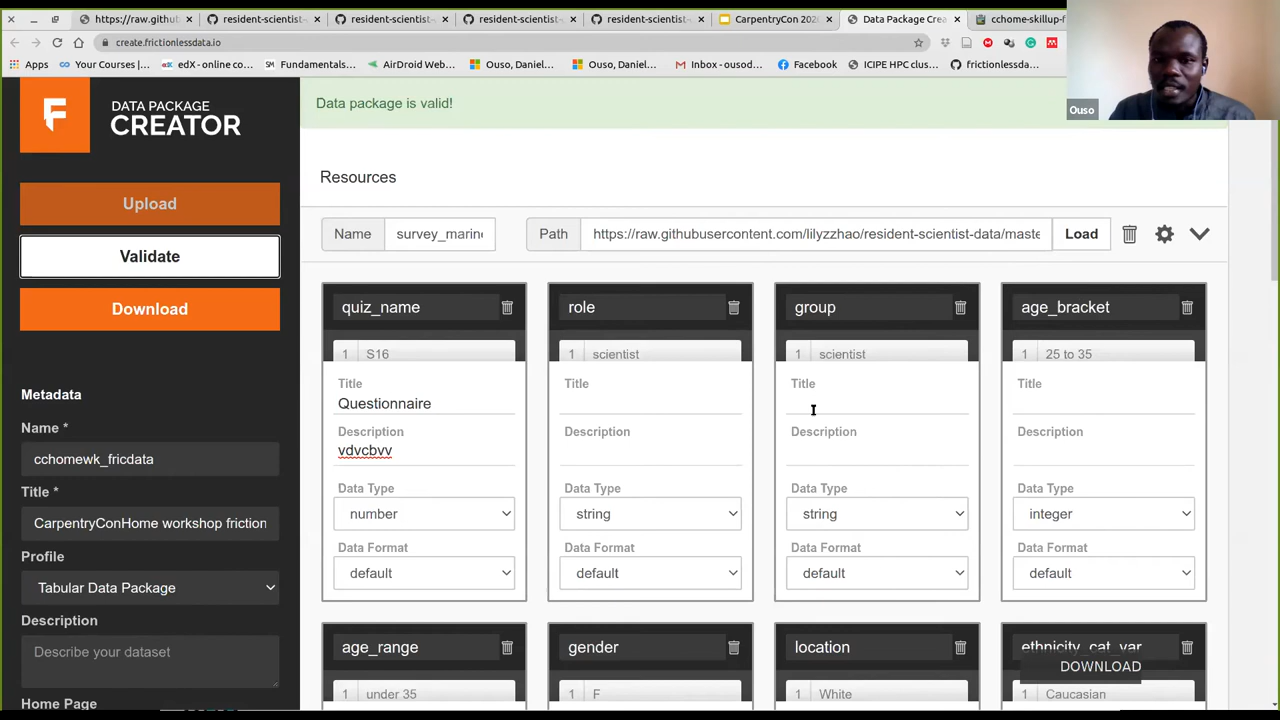 https://raw.githubu
resident-scientist-
resident-scientist-
resident-scientist-
resident-scientist-
CarpentryCon 202
Data Package Crea
cchome-skillup-f
create.frictionlessdata.io
Apps
Your Courses |...
edX - online co...
Fundamentals...
AirDroid Web...
Ouso, Daniel...
Ouso, Daniel...
Inbox - ousod...
Facebook
ICIPE HPC clus...
frictionlessda...
Ouso
DATA PACKAGE
CREATOR
Upload
Validate
Download
Metadata
Name *
cchomewk_fricdata
Title *
CarpentryConHome workshop friction
Profile
Tabular Data Package
Description
Describe your dataset
Home Page
Data package is valid!
Resources
Name
survey_marine
Path
https://raw.githubusercontent.com/lilyzzhao/resident-scientist-data/maste
Load
quiz_name
role
group
age_bracket
1 S16
1 scientist
1 scientist
1 25 to 35
Title
Title
Title
Title
Questionnaire
Description
Description
Description
Description
vdvcbvv
Data Type
Data Type
Data Type
Data Type
number
string
string
integer
Data Format
Data Format
Data Format
Data Format
default
default
default
default
age_range
gender
location
ethnicity_cat_var
DOWNLOAD
1 under 35
1 F
1 White
1 Caucasian